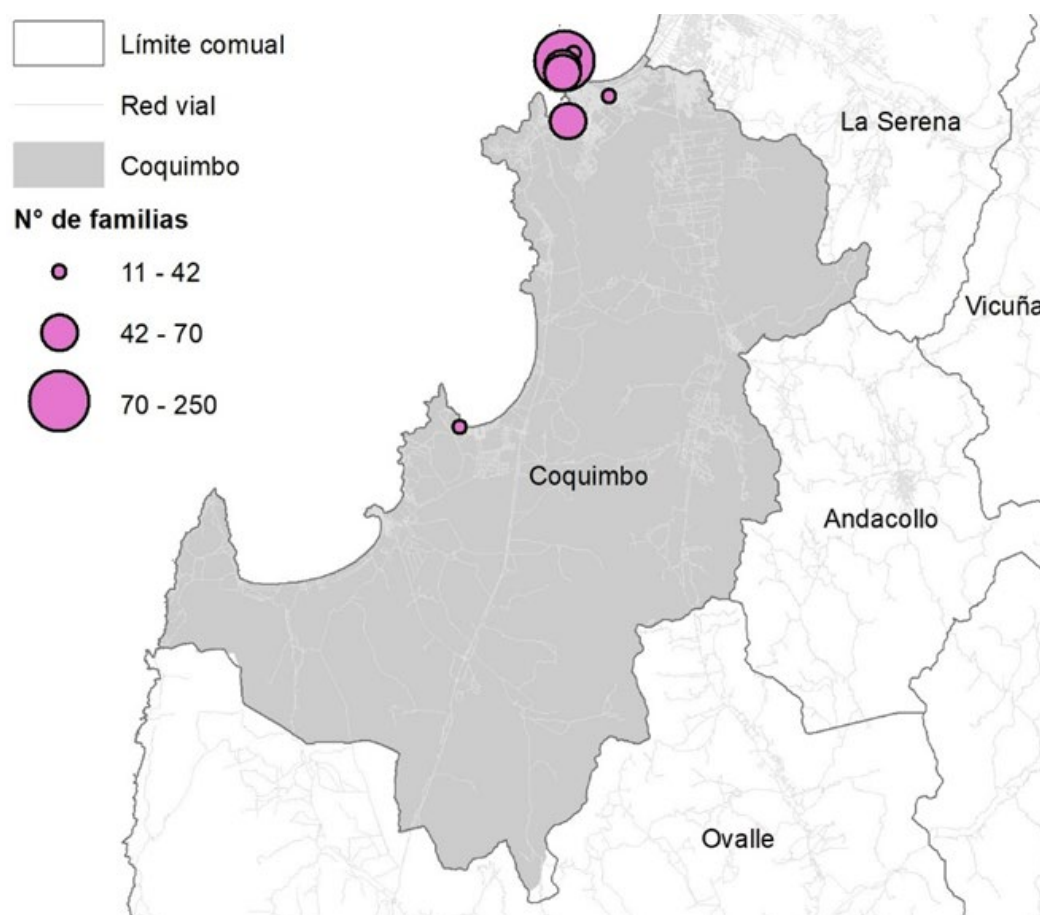 Límite comual
Red vial
Coquimbo
N° de familias
11 - 42
42 - 70
70 - 250
La Serena
Vicuña
Coquimbo
Andacollo
Ovalle